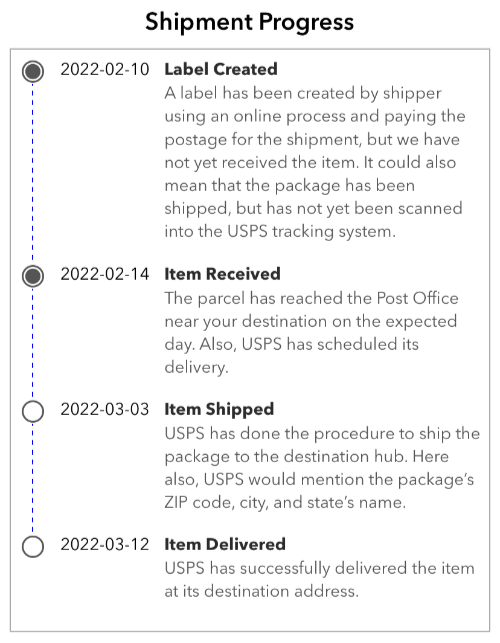 Shipment Progress
2022-02-10 Label Created
A label has been created by shipper
using an online process and paying the
postage for the shipment, but we have
not yet received the item. It could also
mean that the package has been
shipped, but has not yet been scanned
into the USPS tracking system.
2022-02-14 Item Received
The parcel has reached the Post Office
near your destination on the expected
day. Also, USPS has scheduled its
delivery.
2022-03-03 Item Shipped
USPS has done the procedure to ship the
package to the destination hub. Here
also, USPS would mention the package’s
ZIP code, city, and state’s name.
2022-03-12 Item Delivered
USPS has successfully delivered the item
at its destination address.